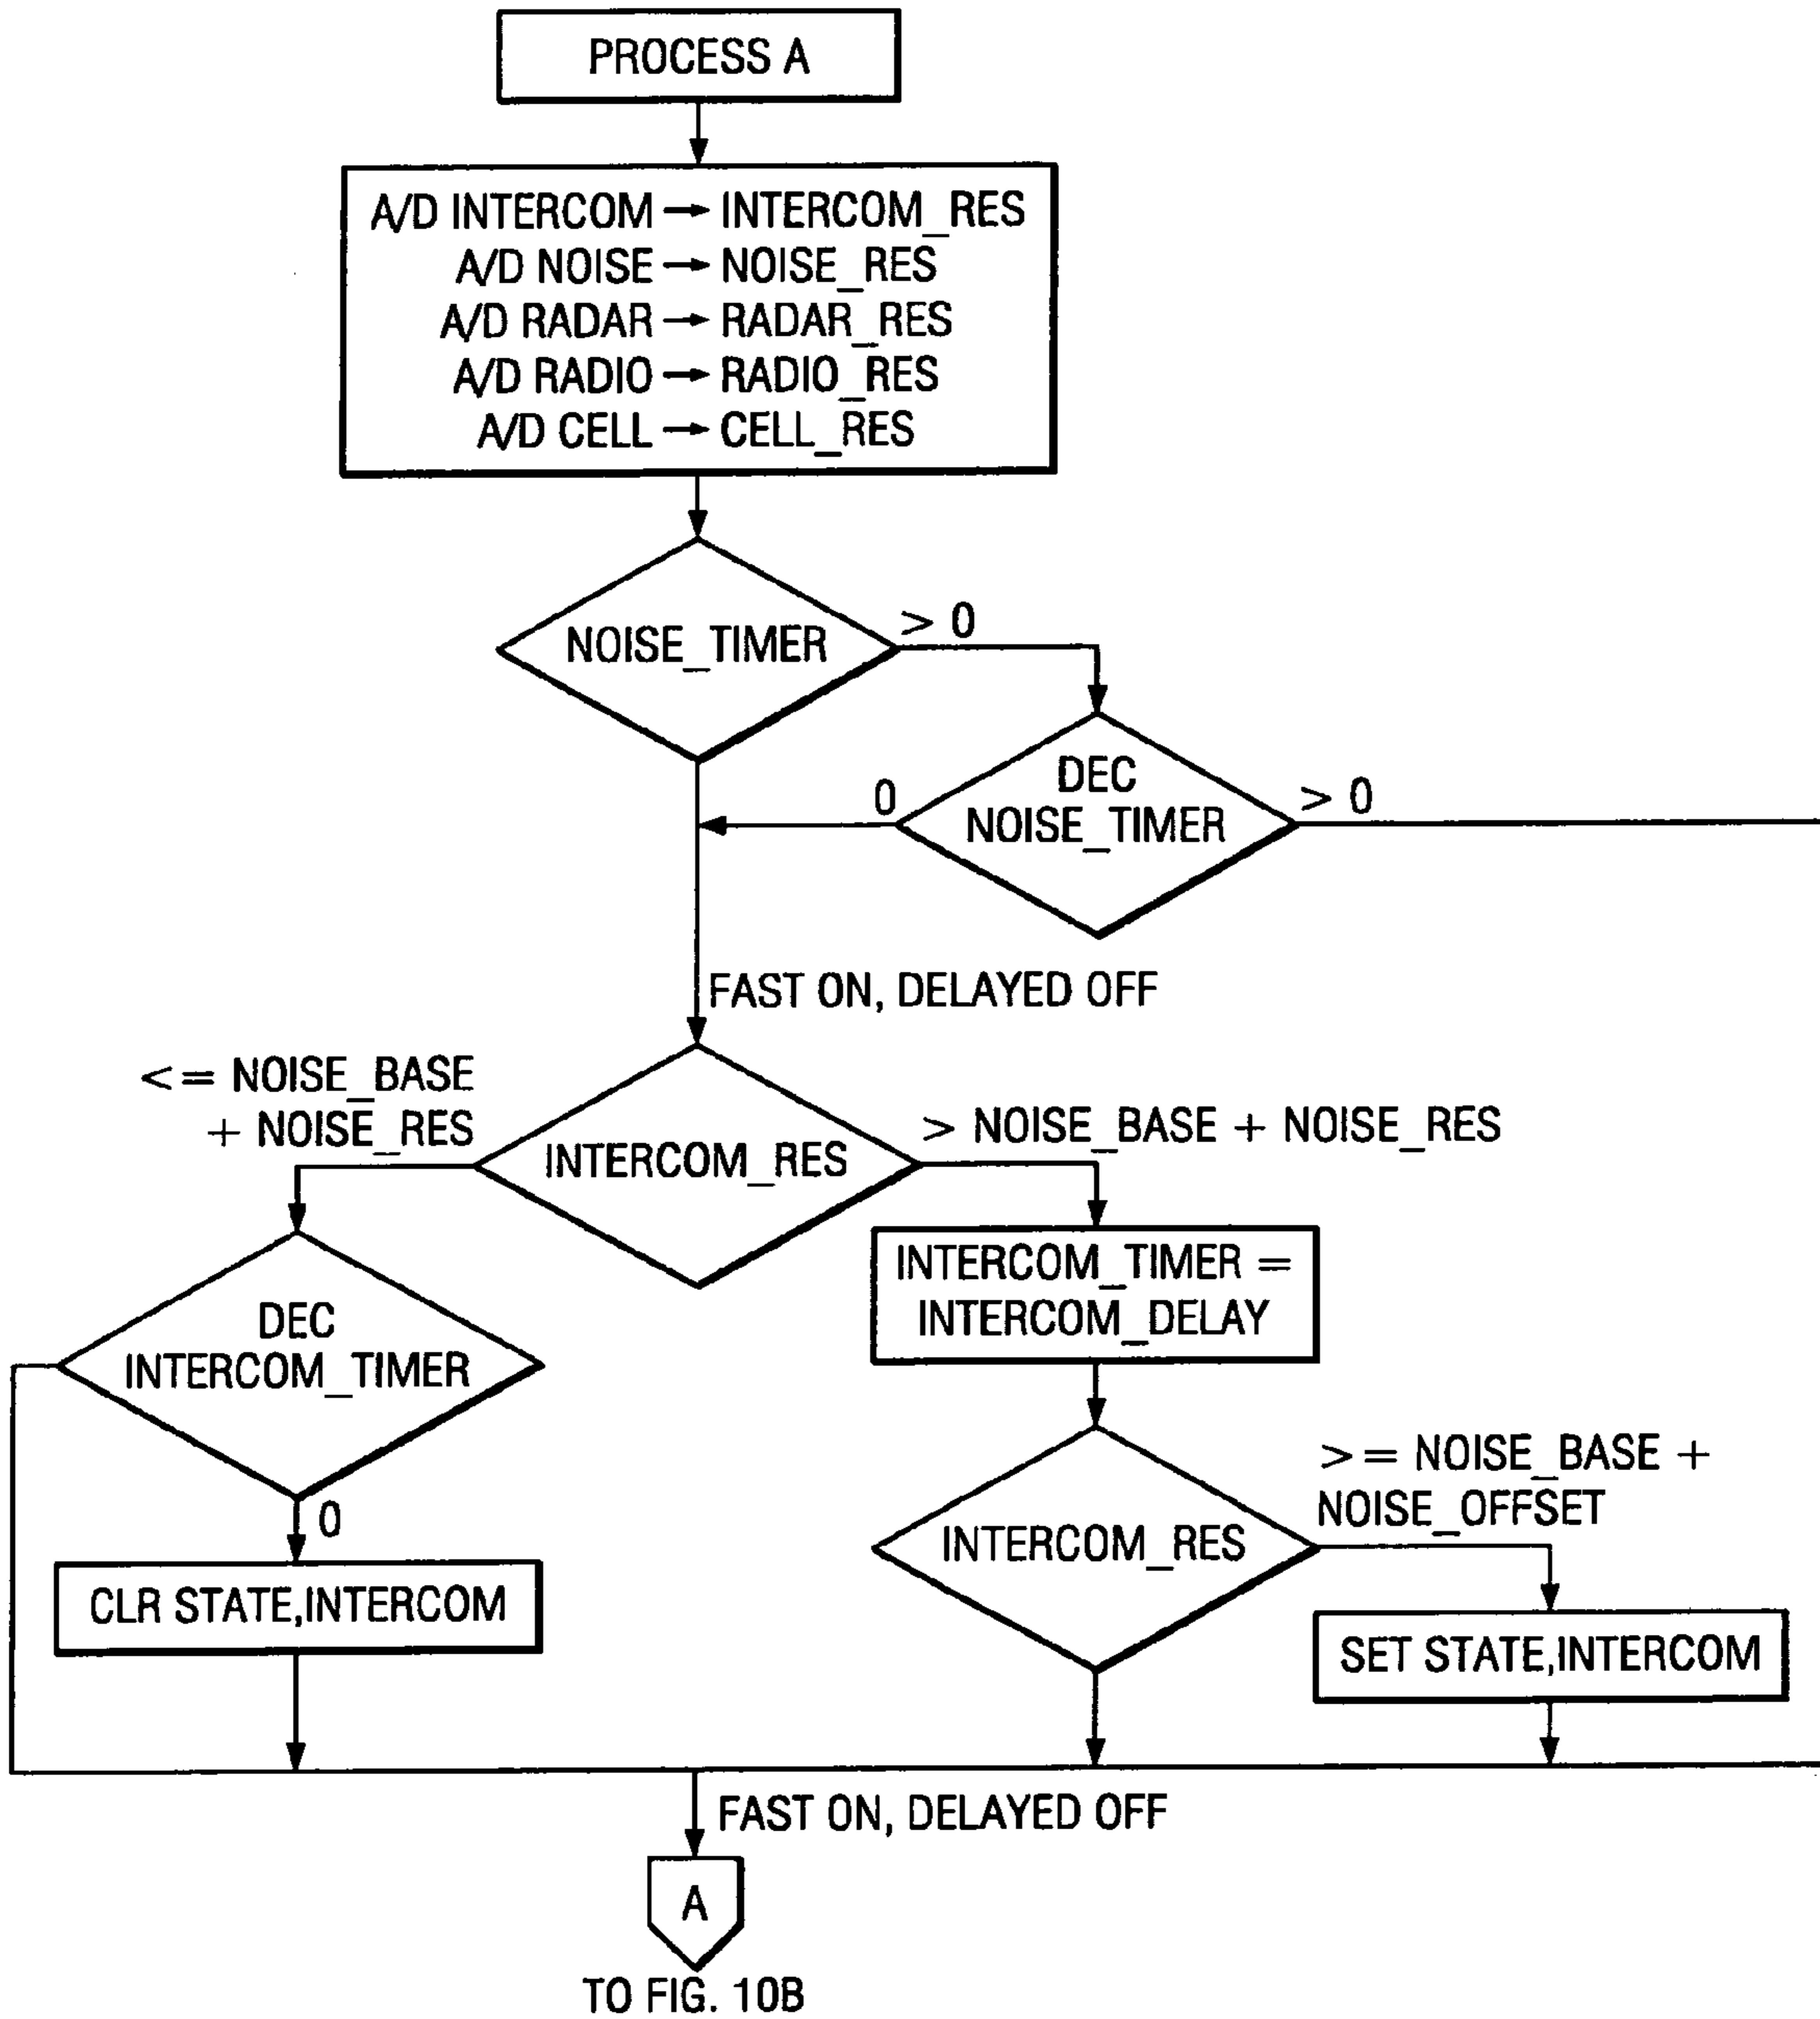 PROCESS A
A/D INTERCOM → INTERCOM_RES
A/D NOISE → NOISE_RES
A/D RADAR → RADAR_RES
A/D RADIO → RADIO_RES
A/D CELL → CELL_RES
NOISE_TIMER
> 0
DEC
NOISE_TIMER
0
> 0
FAST ON, DELAYED OFF
<= NOISE_BASE
+ NOISE_RES
INTERCOM_RES
> NOISE_BASE + NOISE_RES
DEC
INTERCOM_TIMER
0
CLR STATE,INTERCOM
INTERCOM_TIMER =
INTERCOM_DELAY
INTERCOM_RES
>= NOISE_BASE +
NOISE_OFFSET
SET STATE,INTERCOM
FAST ON, DELAYED OFF
A
TO FIG. 10B